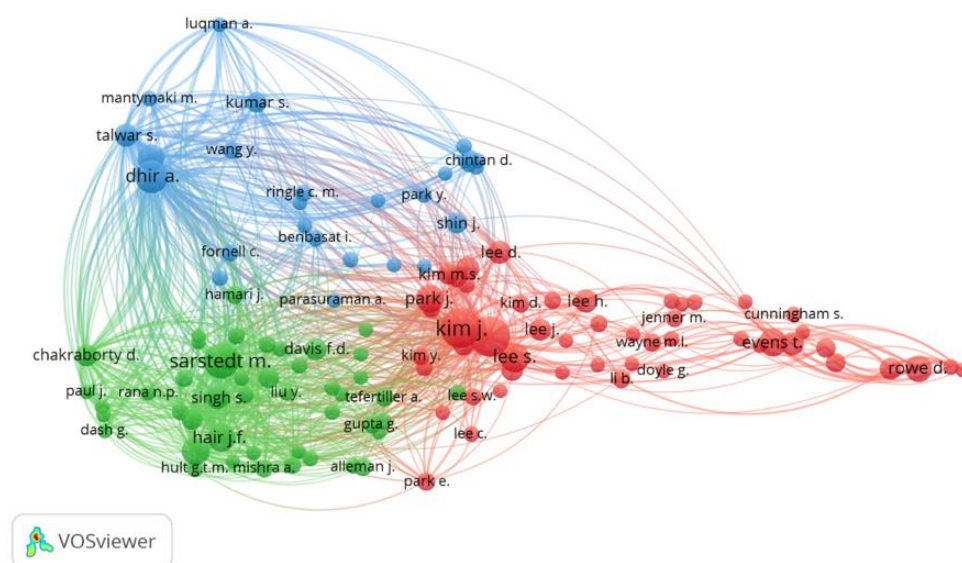 luqman a.
mantymaki m.
kumar s.
talwar s.
wang y.
chintan d.
dhir a.
ringle c. m.
park y.
shin j.
benbasat i.
fornell c.
lee d.
kim m.s.
hamari j.
parasuraman a.
park j.
kim d.
lee h.
jenner m.
cunningham s.
kim j.
lee j.
wayne m.l.
evens t.
chakraborty d.
sarstedt m.
davis f.d.
kim y.
lee s.
doyle g.
rowe d.
li b.
paul j.
rana n.p.
singh s.
liu y.
tefertiller a.
lee s.w.
dash g.
hair j.f.
gupta g.
lee c.
hult g.t.m.
mishra a.
alleman j.
park e.
VOSviewer